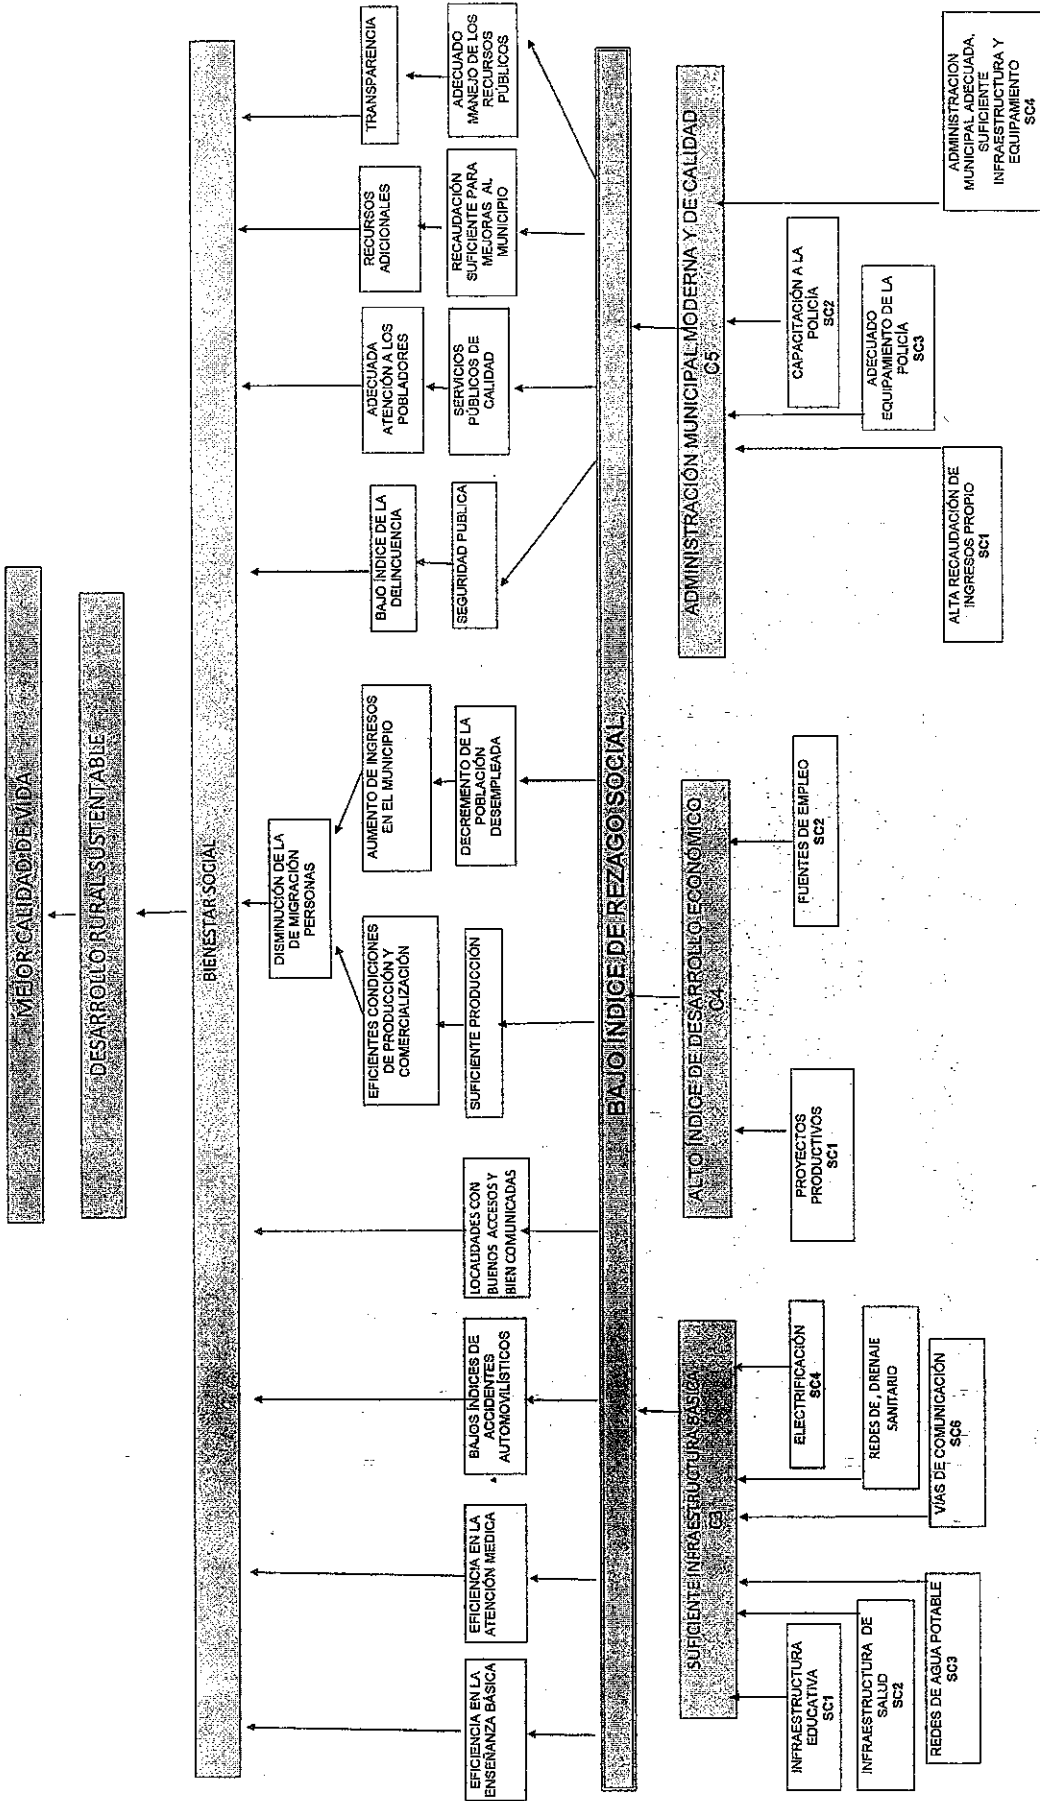 MEJOR CALIDAD DE VIDA
DESARROLLO RURAL SUSTENTABLE
BIENESTAR SOCIAL
DISMINUCIÓN DE LA
DE MIGRACIÓN
PERSONAS
EFICIENTES CONDICIONES
DE PRODUCCIÓN Y
COMERCIALIZACIÓN
AUMENTO DE INGRESOS
EN EL MUNICIPIO
BAJO ÍNDICE DE LA
DELINCUENCIA
ADECUADA
ATENCIÓN A LOS
POBLADORES
RECURSOS
ADICIONALES
TRANSPARENCIA
EFICIENCIA EN LA
ENSEÑANZA BÁSICA
EFICIENCIA EN LA
ATENCIÓN MEDICA
BAJOS ÍNDICES DE
ACCIDENTES
AUTOMOVILÍSTICOS
LOCALIDADES CON
BUENOS ACCESOS Y
BIEN COMUNICADAS
SUFICIENTE PRODUCCIÓN
DECREMENTO DE LA
POBLACIÓN
DESEMPLEADA
SEGURIDAD PUBLICA
SERVICIOS
PÚBLICOS DE
CALIDAD
RECAUDACIÓN
SUFICIENTE PARA
MEJORAS AL
MUNICIPIO
ADECUADO
MANEJO DE LOS
RECURSOS
PÚBLICOS
BAJO ÍNDICE DE REZAGO SOCIAL
SUFICIENTE INFRAESTRUCTURA BÁSICA
C3
ALTO ÍNDICE DE DESARROLLO ECONÓMICO
C4
ADMINISTRACIÓN MUNICIPAL, MODERNA Y DE CALIDAD
C5
INFRAESTRUCTURA
EDUCATIVA
SC1
INFRAESTRUCTURA DE
SALUD
SC2
REDES DE AGUA POTABLE
SC3
ELECTRIFICACIÓN
SC4
REDES DE, DRENAJE
SANITARIO
VÍAS DE COMUNICACIÓN
SC6
PROYECTOS
PRODUCTIVOS
SC1
FUENTES DE EMPLEO
SC2
ALTA RECAUDACIÓN DE
INGRESOS PROPIO
SC1
CAPACITACIÓN A LA
POLICÍA
SC2
ADECUADO
EQUIPAMIENTO DE LA
POLICÍA
SC3
ADMINISTRACION
MUNICIPAL ADECUADA,
SUFICIENTE
INFRAESTRUCTURA Y
EQUIPAMIENTO
SC4